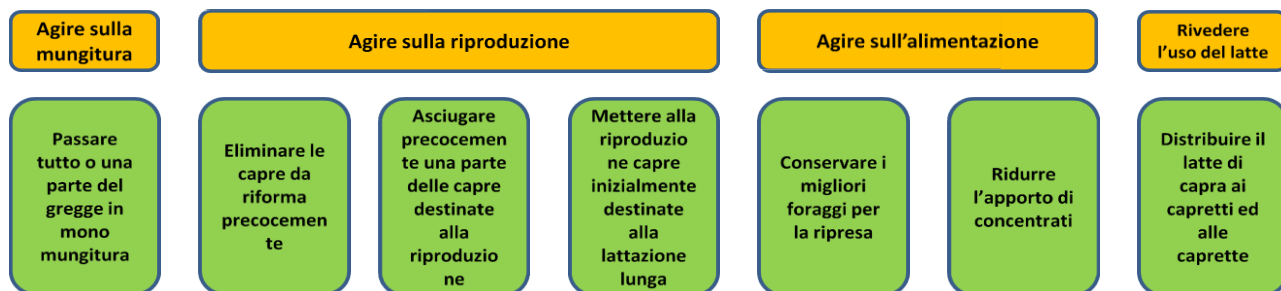 Agire sulla
mungitura
Agire sulla riproduzione
Agire sull'alimentazione
Rivedere
l'uso del latte
Passare
tutto o una
parte del
gregge in
mono
mungitura
Eliminare le
capre da
riforma
precocemen
te
Asciugare
precocemen
te una parte
delle capre
destinate
alla
riproduzio
ne
Mettere alla
riproduzio
ne capre
inizialmente
destinate
alla
lattazione
lunga
Conservare i
migliori
foraggi per
la ripresa
Ridurre
l'apporto di
concentrati
Distribuire il
latte di
capra ai
capretti ed
alle
caprette